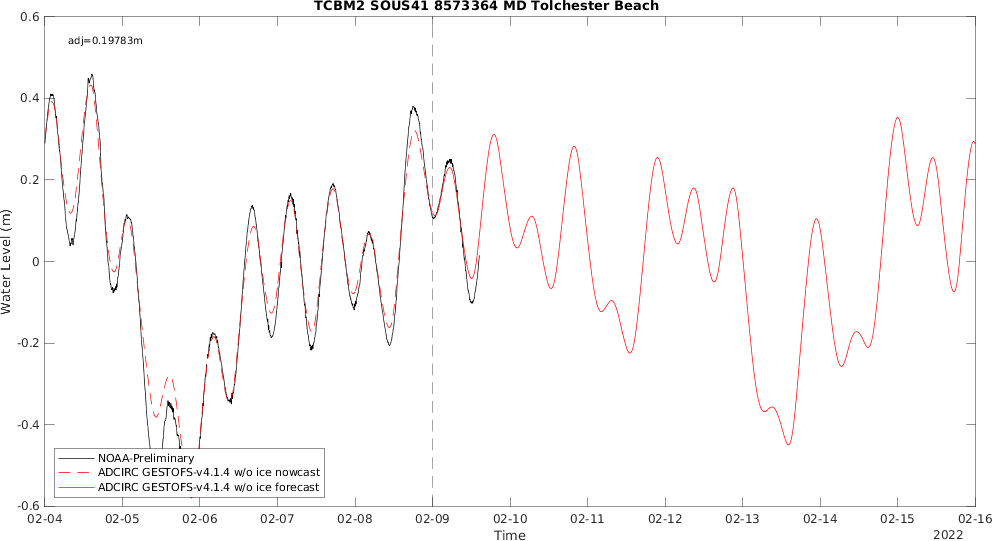 TCBM2 SOUS41 8573364 MD Tolchester Beach
adj=0.19783m
Water Level (m)
0.6
0.4
0.2
0
-0.2
-0.4
-0.6
NOAA-Preliminary
ADCIRC GESTOFS-v4.1.4 w/o ice nowcast
ADCIRC GESTOFS-v4.1.4 w/o ice forecast
02-04 02-05 02-06 02-07 02-08 02-09 02-10 02-11 02-12 02-13 02-14 02-15 02-16
Time
2022